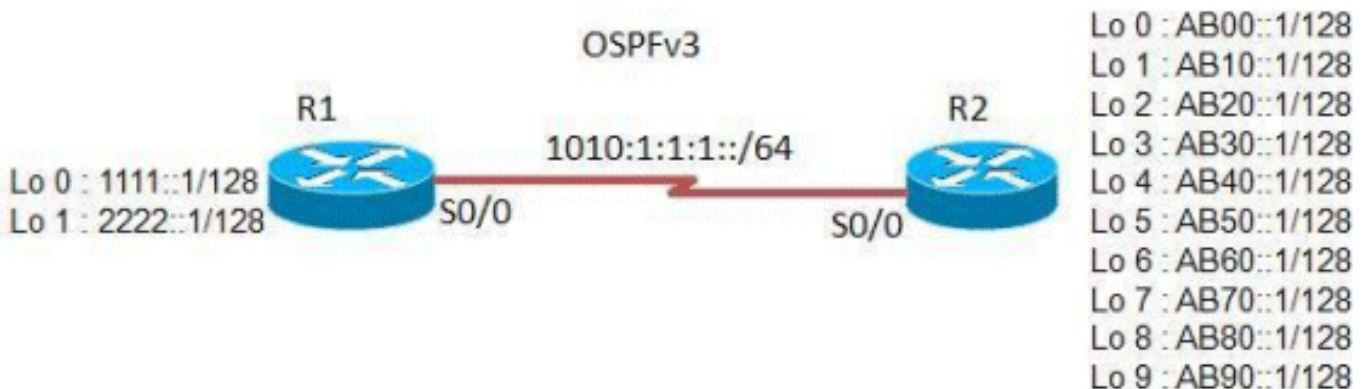 OSPFv3
R1
R2
1010:1:1:1::/64
S0/0
S0/0
Lo 0 : 1111::1/128
Lo 1 : 2222::1/128
Lo 0 : AB00::1/128
Lo 1 : AB10::1/128
Lo 2 : AB20::1/128
Lo 3 : AB30::1/128
Lo 4 : AB40::1/128
Lo 5 : AB50::1/128
Lo 6 : AB60::1/128
Lo 7 : AB70::1/128
Lo 8 : AB80::1/128
Lo 9 : AB90::1/128